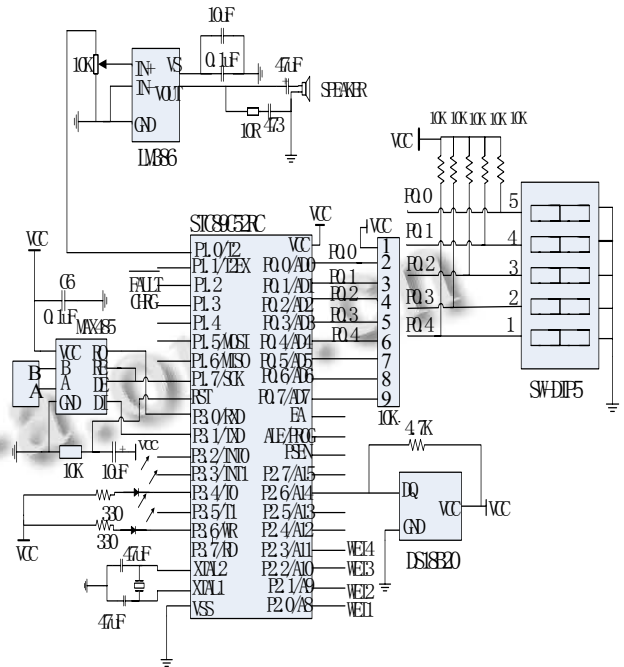 10uF
10K
IN+
VS
0.1uF
47uF
IN-
VOUT
SPEAKER
GND
10R
473
LM386
10K 10K 10K 10K 10K
VCC
P0.0
5
P0.1
4
P0.2
3
P0.3
2
P0.4
1
SW-DIP5
STC89C52RC
VCC
VCC
P1.0/T2
P1.1/T2EX
P1.2
P1.3
P1.4
P1.5/MOSI
P1.6/MISO
P1.7/SCK
RST
P3.0/RXD
P3.1/TXD
P3.2/INT0
P3.3/INT1
P3.4/T0
P3.5/T1
P3.6/WR
P3.7/RD
XTAL2
XTAL1
VSS
VCC
P0.0/AD0
P0.1/AD1
P0.2/AD2
P0.3/AD3
P0.4/AD4
P0.5/AD5
P0.6/AD6
P0.7/AD7
EA
ALE/PROG
PSEN
P2.7/A15
P2.6/A14
P2.5/A13
P2.4/A12
P2.3/A11
P2.2/A10
P2.1/A9
P2.0/A8
P0.0
P0.1
P0.2
P0.3
P0.4
1
2
3
4
5
6
7
8
9
10K
FAULT
CHRG
VCC
C6
0.1uF
MAX485
VCC
B
A
GND
RO
RE
DE
DI
B
A
10K
10uF
VCC
330
330
VCC
47uF
47uF
4.7K
DQ
VCC
GND
VCC
DS18B20
WEI4
WEI3
WEI2
WEI1